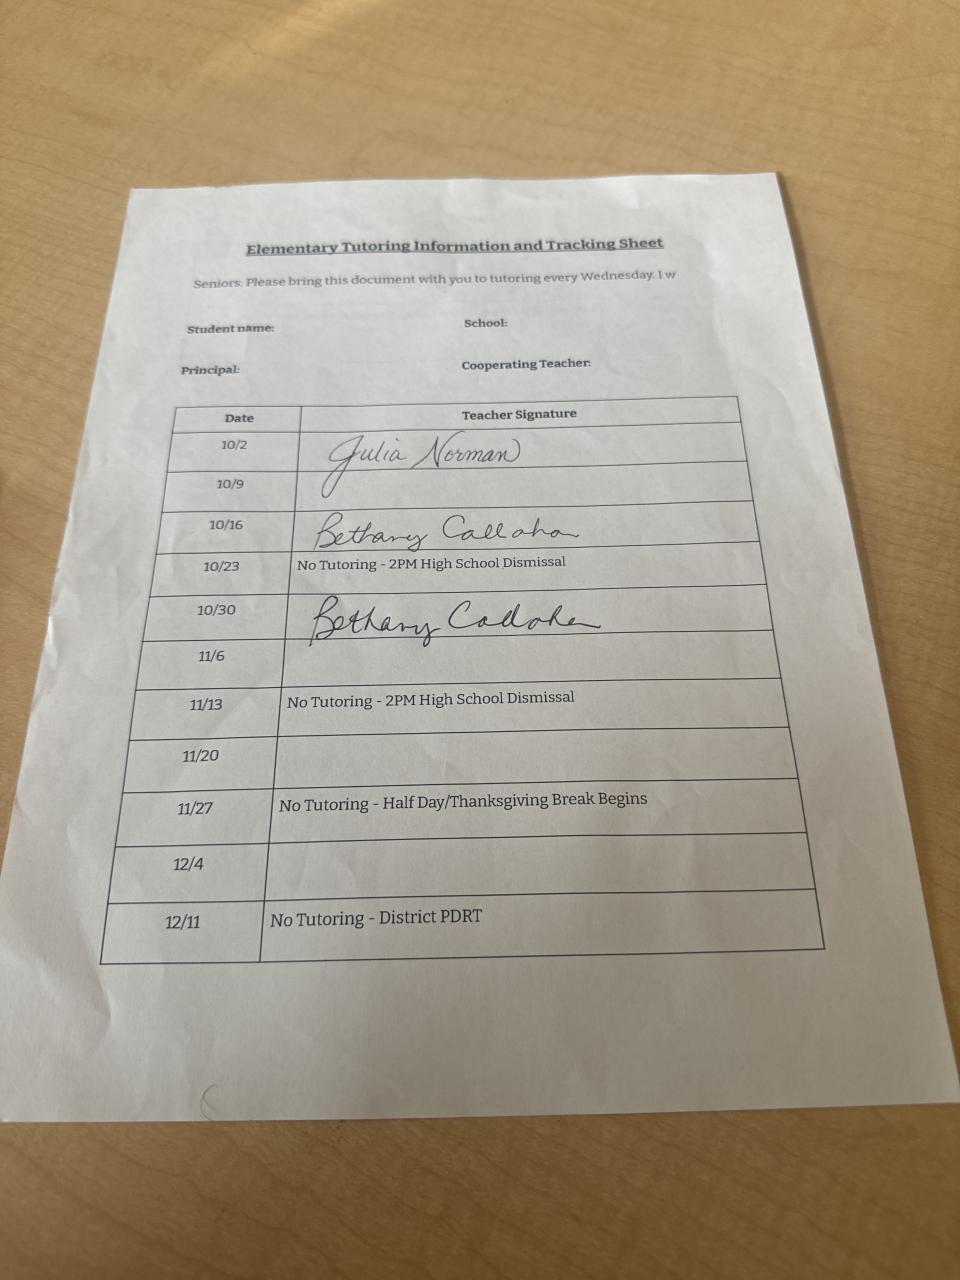 Elementary Tutoring Information and Tracking Sheet
Seniors: Please bring this document with you to tutoring every Wednesday. I w
Student name: School:
Principal: Cooperating Teacher:
Date Teacher Signature
10/2 Julia Norman
10/9
10/16 Bethany Callahan
10/23 No Tutoring - 2PM High School Dismissal
10/30 Bethany Callahan
11/6
11/13 No Tutoring - 2PM High School Dismissal
11/20
11/27 No Tutoring - Half Day/Thanksgiving Break Begins
12/4
12/11 No Tutoring - District PDRT